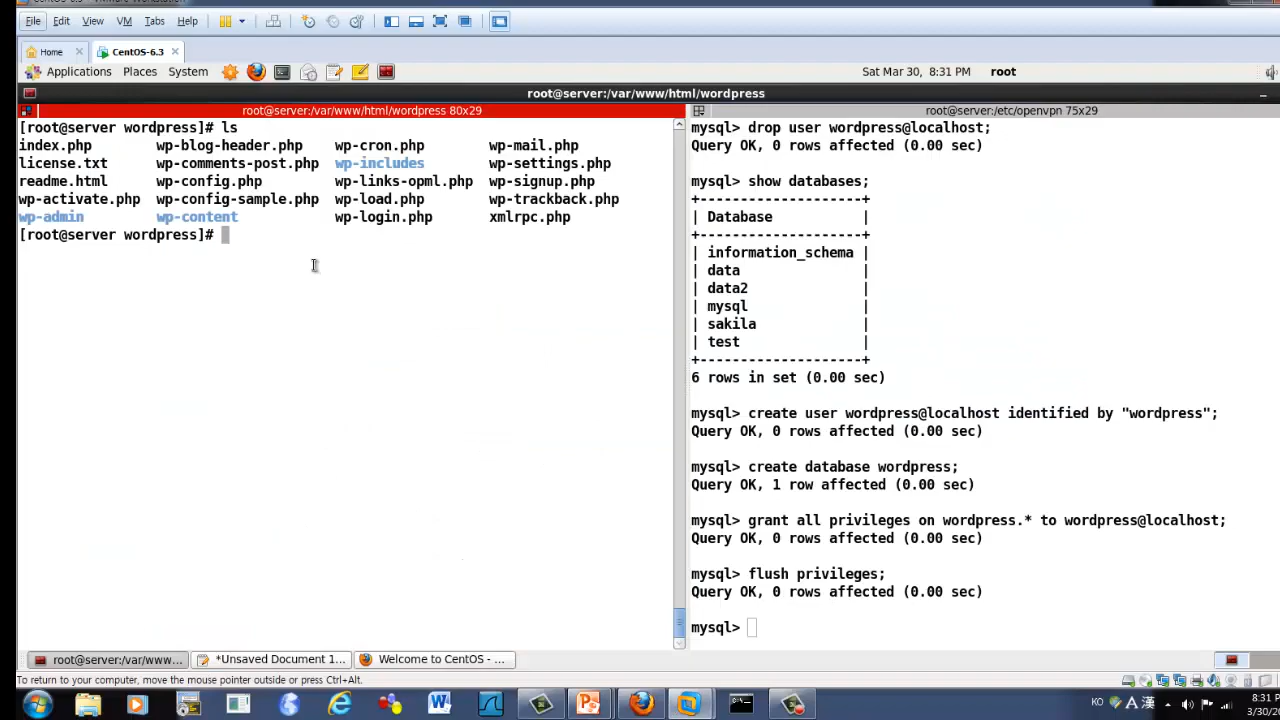 File Edit View VM Tabs Help
Home CentOS-6.3
Applications Places System Sat Mar 30, 8:31 PM root
root@server:/var/www/html/wordpress
root@server:/var/www/html/wordpress 80x29
[root@server wordpress]# ls
index.php wp-blog-header.php wp-cron.php wp-mail.php
license.txt wp-comments-post.php wp-includes wp-settings.php
readme.html wp-config.php wp-links-opml.php wp-signup.php
wp-activate.php wp-config-sample.php wp-load.php wp-trackback.php
wp-admin wp-content wp-login.php xmlrpc.php
[root@server wordpress]#
root@server:/etc/openvpn 75x29
mysql> drop user wordpress@localhost;
Query OK, 0 rows affected (0.00 sec)
mysql> show databases;
+--------------------+
| Database |
+--------------------+
| information_schema |
| data |
| data2 |
| mysql |
| sakila |
| test |
+--------------------+
6 rows in set (0.00 sec)
mysql> create user wordpress@localhost identified by "wordpress";
Query OK, 0 rows affected (0.00 sec)
mysql> create database wordpress;
Query OK, 1 row affected (0.00 sec)
mysql> grant all privileges on wordpress.* to wordpress@localhost;
Query OK, 0 rows affected (0.00 sec)
mysql> flush privileges;
Query OK, 0 rows affected (0.00 sec)
mysql>
root@server:/var/www... *Unsaved Document 1... Welcome to CentOS - ...
To return to your computer, move the mouse pointer outside or press Ctrl+Alt.
KO A 漢 8:31 P
3/30/20